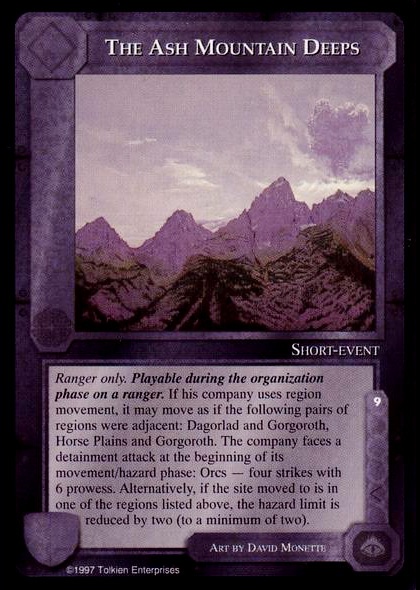 THE ASH MOUNTAIN DEEPS
SHORT-EVENT
Ranger only. Playable during the organization
phase on a ranger. If his company uses region
movement, it may move as if the following pairs
of regions were adjacent: Dagorlad and Gorgoroth,
Horse Plains and Gorgoroth. The company faces a
detainment attack at the beginning of its
movement/hazard phase: Orcs — four strikes with
6 prowess. Alternatively, if the site moved to is in
one of the regions listed above, the hazard limit is
reduced by two (to a minimum of two).
9
ART BY DAVID MONETTE
©1997 Tolkien Enterprises